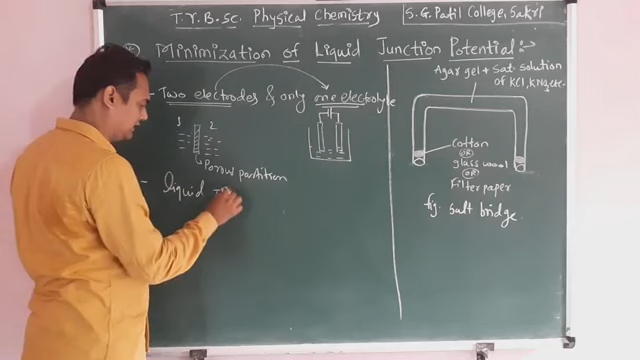 T.Y.B.Sc. Physical Chemistry
S.G. Patil College, Sakri
Minimization of Liquid Junction Potential :-
- Two electrodes & only one electrolyte
1 2
Porous partition
- liquid
Agar gel + Sat. solution
of KCl, KNO3 etc.
Cotton
OR
glass wool
OR
Filter paper
fig. Salt bridge.